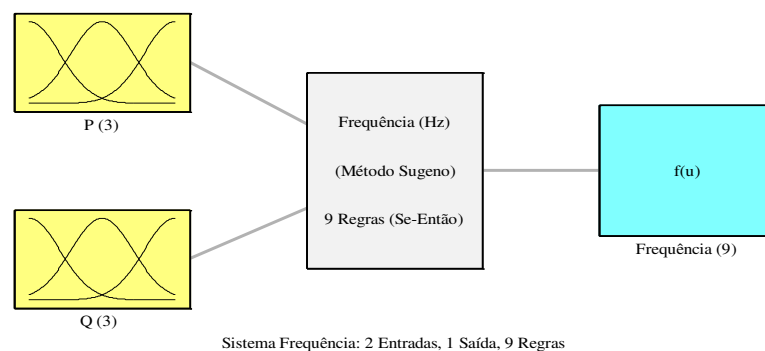 P (3)
Frequência (Hz)
(Método Sugeno)
9 Regras (Se-Então)
f(u)
Frequência (9)
Q (3)
Sistema Frequência: 2 Entradas, 1 Saída, 9 Regras